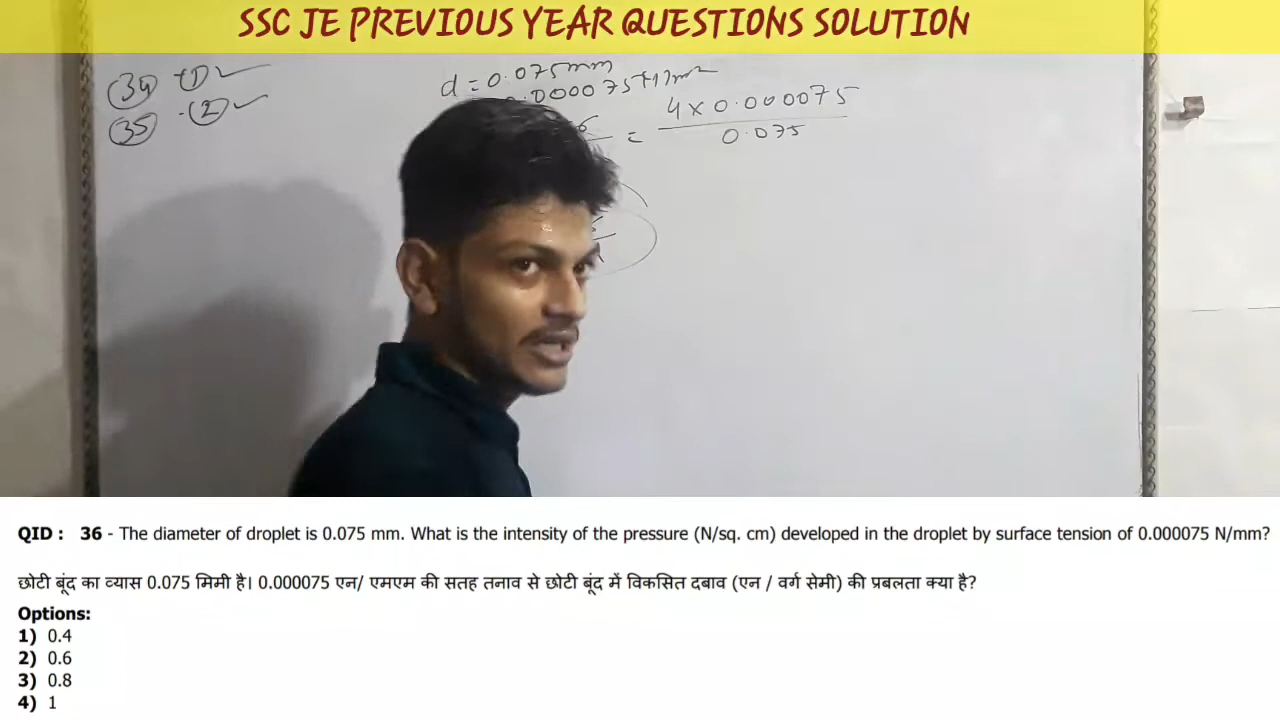 SSC JE PREVIOUS YEAR QUESTIONS SOLUTION
34 1
35 2
d = 0.075mm
4 x 0.000075
=
0.075
QID : 36 - The diameter of droplet is 0.075 mm. What is the intensity of the pressure (N/sq. cm) developed in the droplet by surface tension of 0.000075 N/mm?
छोटी बूंद का व्यास 0.075 मिमी है। 0.000075 एन/ एमएम की सतह तनाव से छोटी बूंद में विकसित दबाव (एन / वर्ग सेमी) की प्रबलता क्या है?
Options:
1) 0.4
2) 0.6
3) 0.8
4) 1